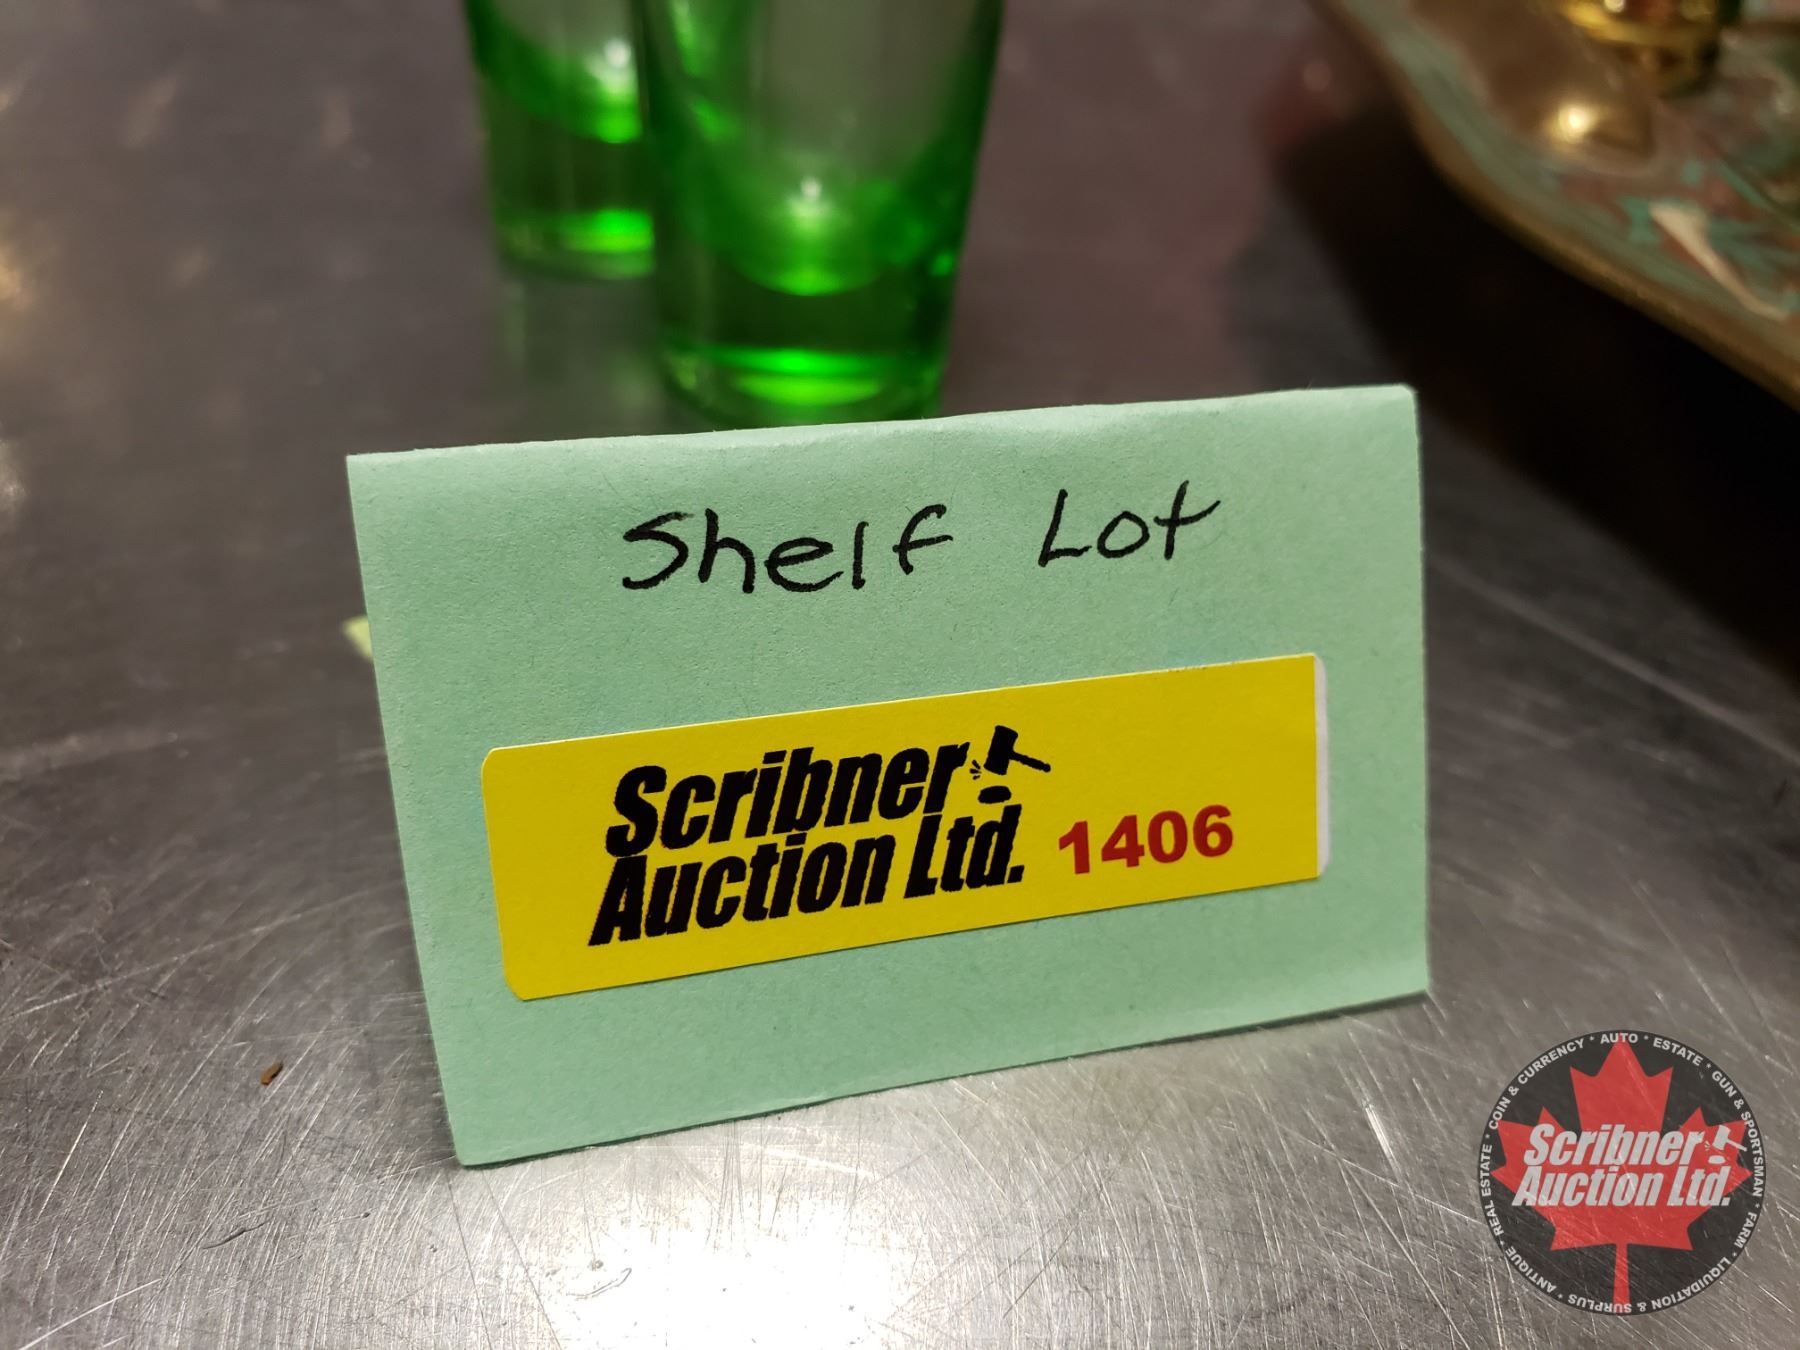 Shelf Lot
Scribner
Auction Ltd. 1406
COIN & CURRENCY * AUTO * ESTATE * GUN & SPORTSMAN * FARM * LIQUIDATION & SURPLUS * ANTIQUE * REAL ESTATE *
Scribner
Auction Ltd.